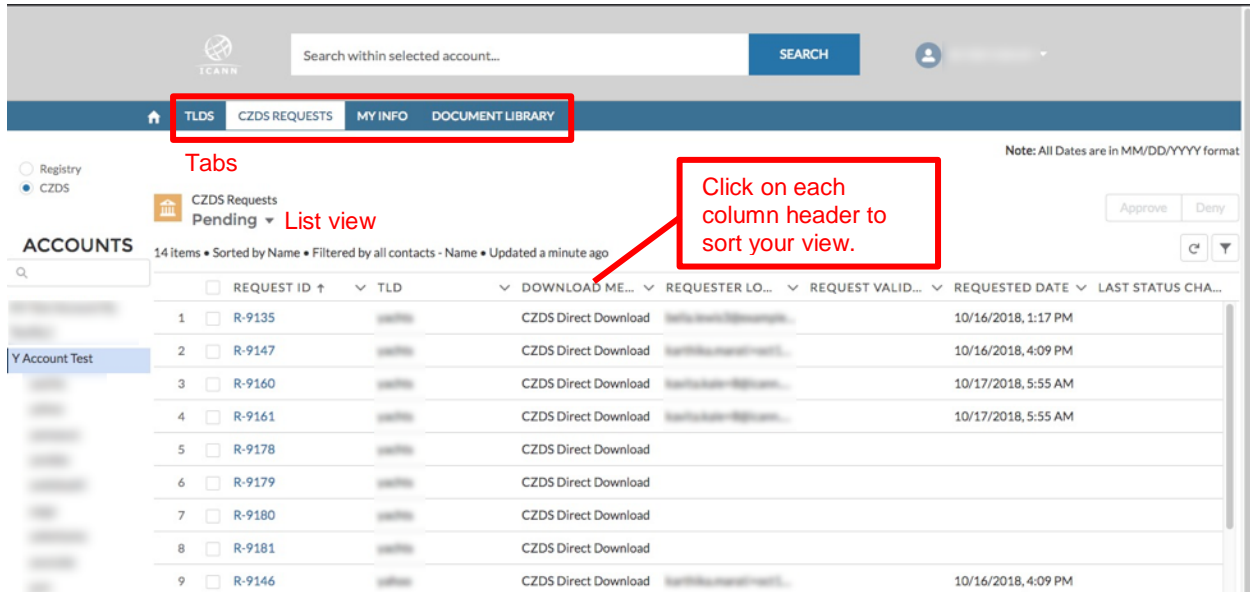 ICANN
Search within selected account...
SEARCH
TLDS CZDS REQUESTS MY INFO DOCUMENT LIBRARY
Note: All Dates are in MM/DD/YYYY format
Registry
CZDS
Tabs
Click on each
column header to
sort your view.
CZDS Requests
Pending
List view
Approve Deny
ACCOUNTS
14 items • Sorted by Name • Filtered by all contacts - Name • Updated a minute ago
REQUEST ID ↑ TLD DOWNLOAD ME... REQUESTER LO... REQUEST VALID... REQUESTED DATE LAST STATUS CHA...
1 R-9135 CZDS Direct Download 10/16/2018, 1:17 PM
Y Account Test
2 R-9147 CZDS Direct Download 10/16/2018, 4:09 PM
3 R-9160 CZDS Direct Download 10/17/2018, 5:55 AM
4 R-9161 CZDS Direct Download 10/17/2018, 5:55 AM
5 R-9178 CZDS Direct Download
6 R-9179 CZDS Direct Download
7 R-9180 CZDS Direct Download
8 R-9181 CZDS Direct Download
9 R-9146 CZDS Direct Download 10/16/2018, 4:09 PM